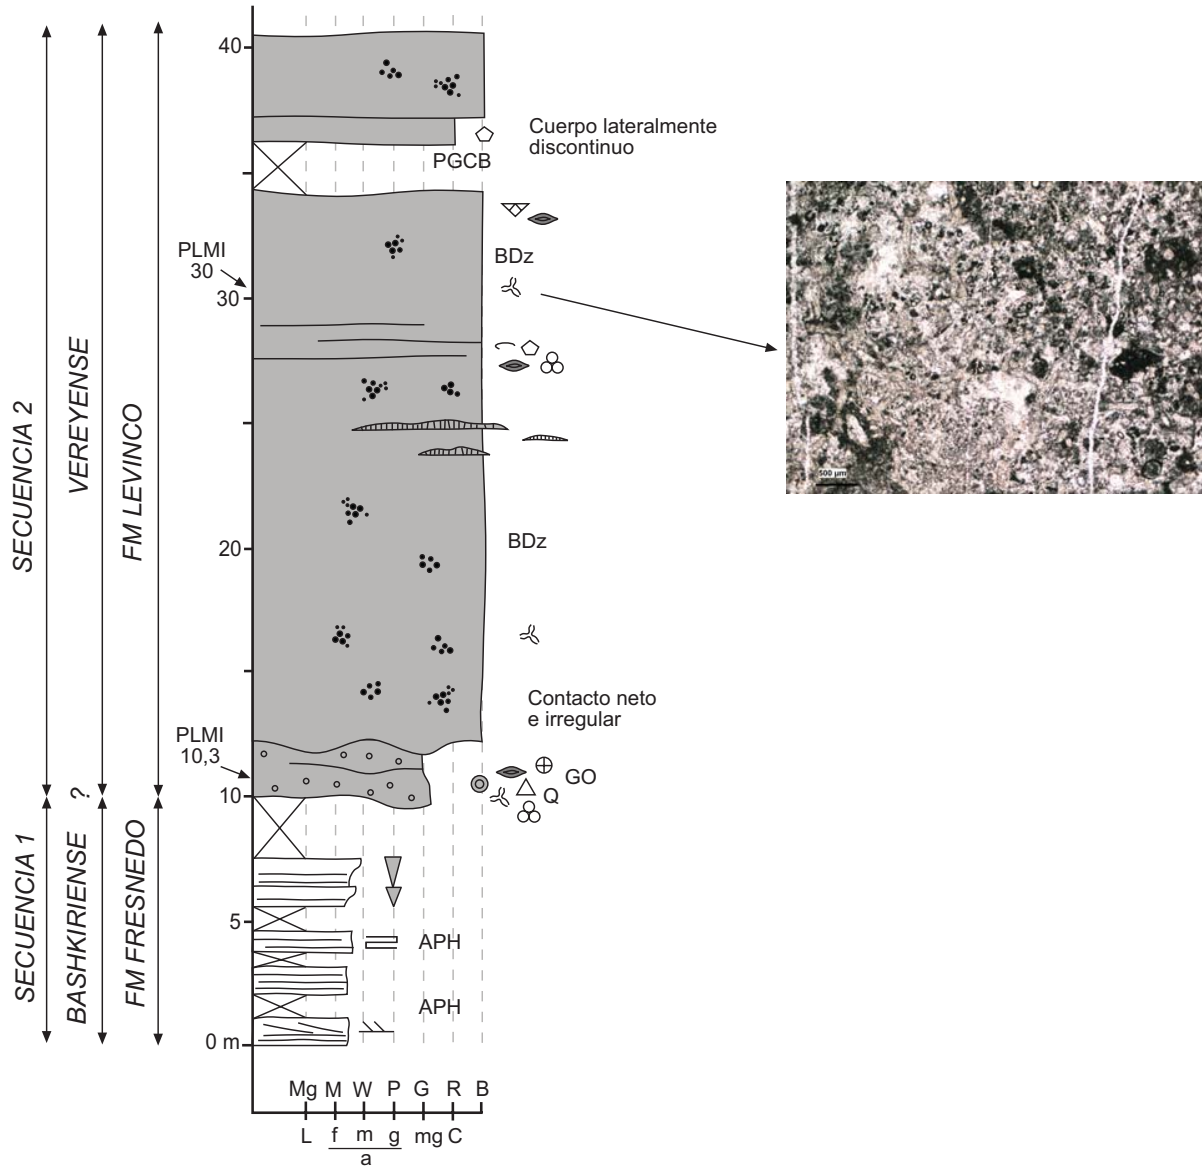 40
Cuerpo lateralmente
discontinuo
PGCB
PLMI
30
BDz
30
SECUENCIA 2
VEREYENSE
FM LEVINCO
500 µm
20
BDz
Contacto neto
e irregular
PLMI
10,3
GO
Q
10
?
SECUENCIA 1
BASHKIRIENSE
FM FRESNEDO
5
APH
APH
0 m
Mg M W P G R B
L f m g mg C
a